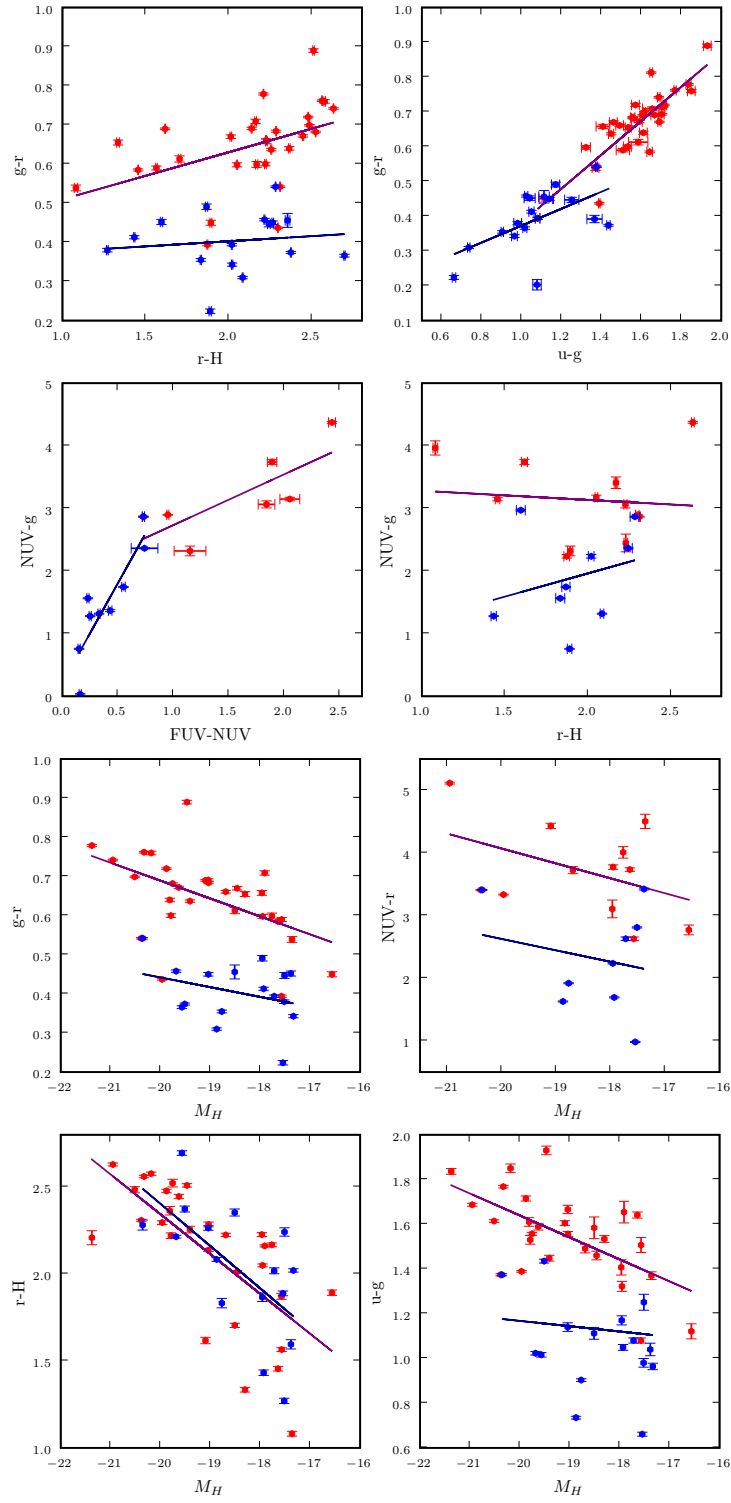 1.0
0.9
0.8
0.7
0.6
0.5
0.4
0.3
0.2
g-r
1.0 1.5 2.0 2.5
r-H
1.0
0.9
0.8
0.7
0.6
0.5
0.4
0.3
0.2
0.1
g-r
0.6 0.8 1.0 1.2 1.4 1.6 1.8 2.0
u-g
5
4
3
2
1
0
NUV-g
0.0 0.5 1.0 1.5 2.0 2.5
FUV-NUV
5
4
3
2
1
0
NUV-g
1.0 1.5 2.0 2.5
r-H
1.0
0.9
0.8
0.7
0.6
0.5
0.4
0.3
0.2
g-r
−22 −21 −20 −19 −18 −17 −16
M_H
5
4
3
2
1
NUV-r
−21 −20 −19 −18 −17 −16
M_H
2.5
2.0
1.5
1.0
r-H
−22 −21 −20 −19 −18 −17 −16
M_H
2.0
1.8
1.6
1.4
1.2
1.0
0.8
0.6
u-g
−22 −21 −20 −19 −18 −17 −16
M_H